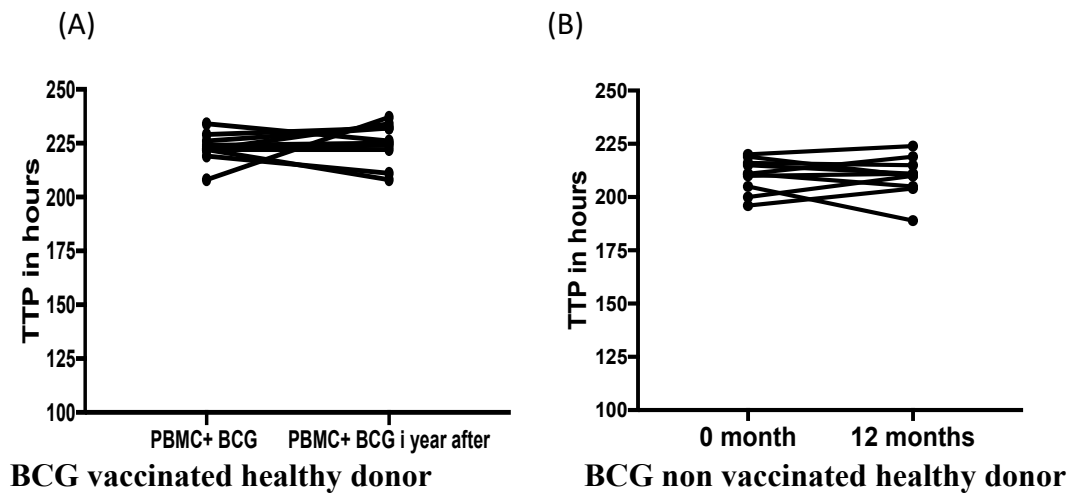 (A)
(B)
250
225
200
175
150
125
100
TTP in hours
PBMC+ BCG
PBMC+ BCG i year after
BCG vaccinated healthy donor
250
225
200
175
150
125
100
TTP in hours
0 month
12 months
BCG non vaccinated healthy donor